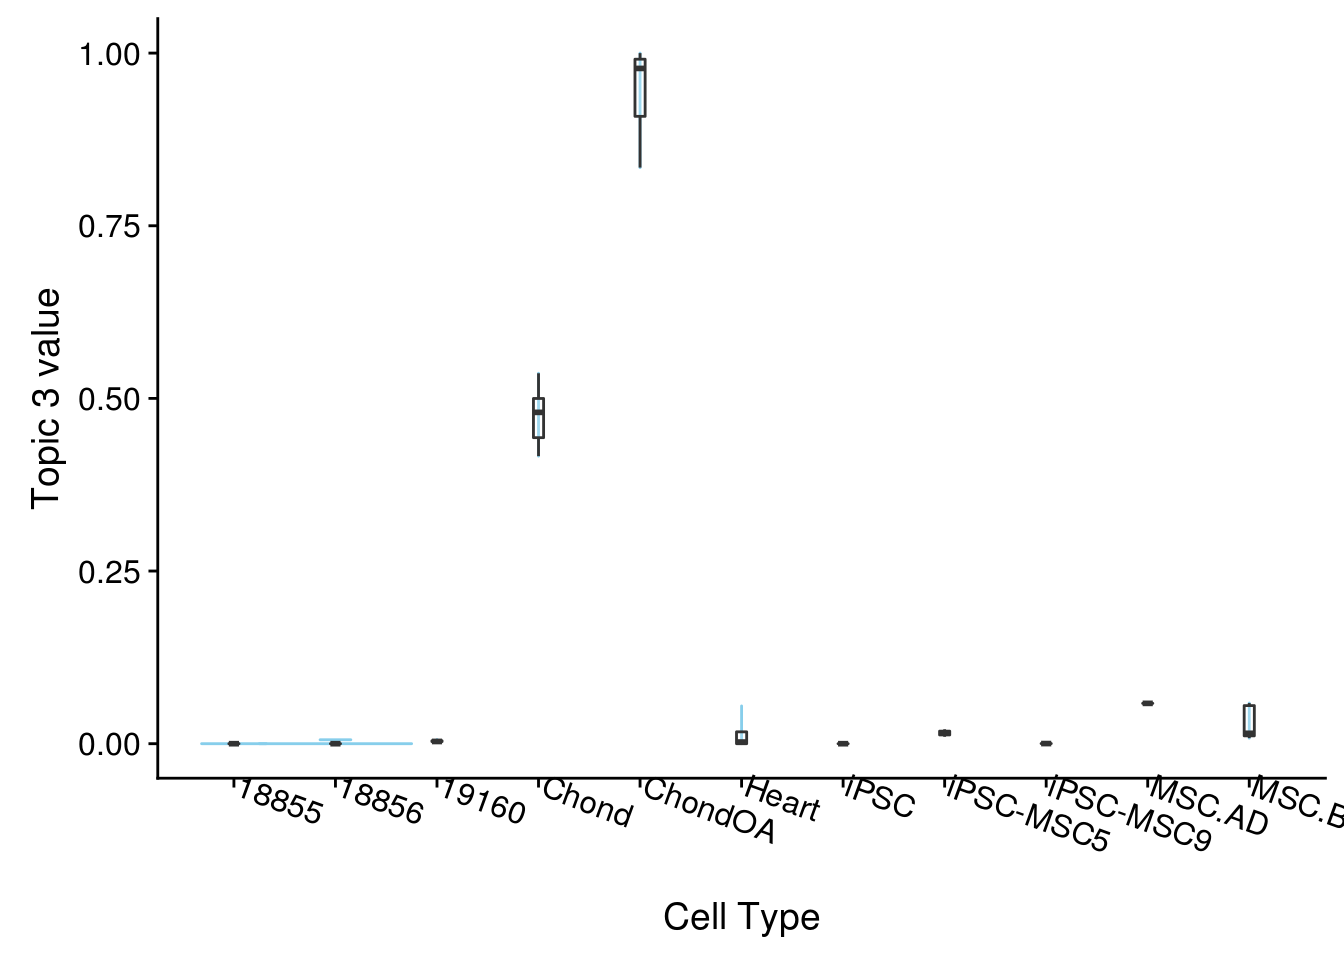 1.00
0.75
0.50
0.25
0.00
Topic 3 value
18855
18856
19160
Chond
ChondOA
Heart
iPSC
iPSC-MSC5
iPSC-MSC9
MSC.AD
MSC.B
Cell Type